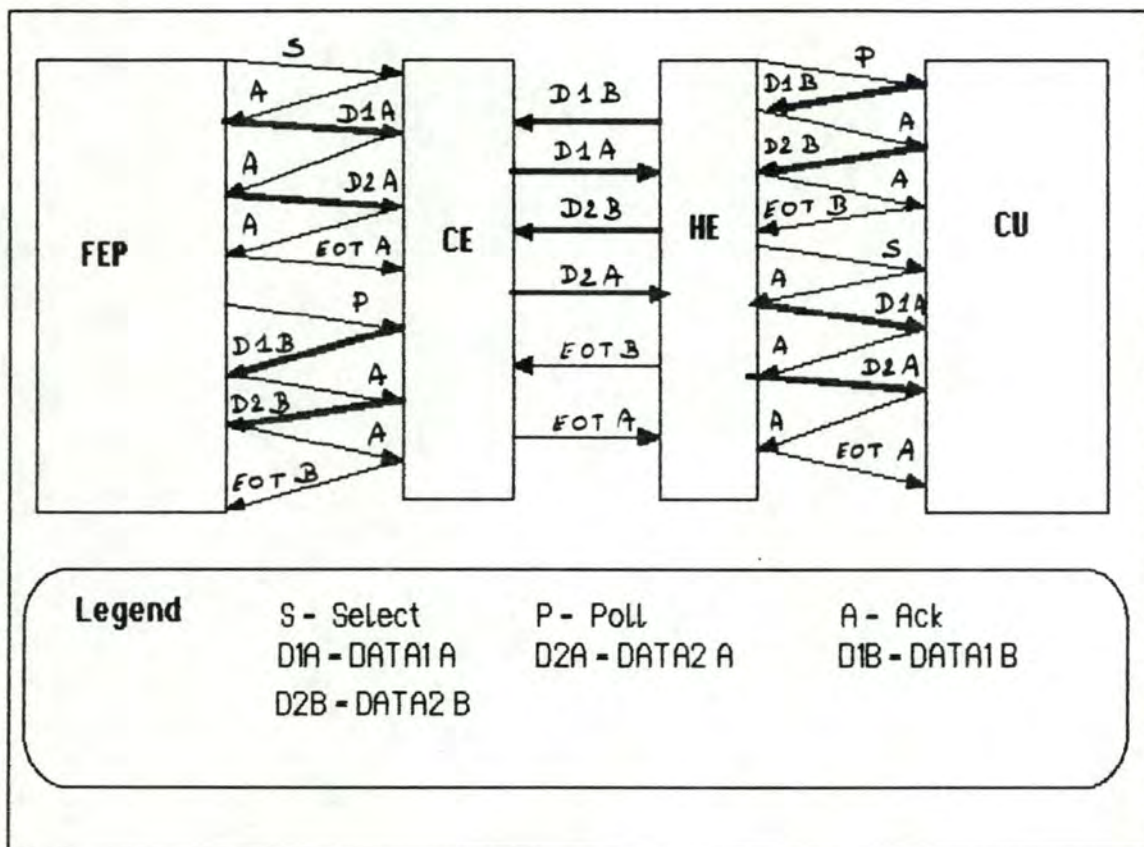 S
P
A
D1A
A
D2A
A
EOT A
P
D1B
A
D2B
A
EOT B
FEP
CE
D1B
D1A
D2B
D2A
EOT B
EOT A
HE
D1B
A
D2B
A
EOT B
S
A
D1A
A
D2A
A
EOT A
CU
Legend
S - Select P - Poll A - Ack
D1A = DATA1 A D2A = DATA2 A D1B = DATA1 B
D2B = DATA2 B